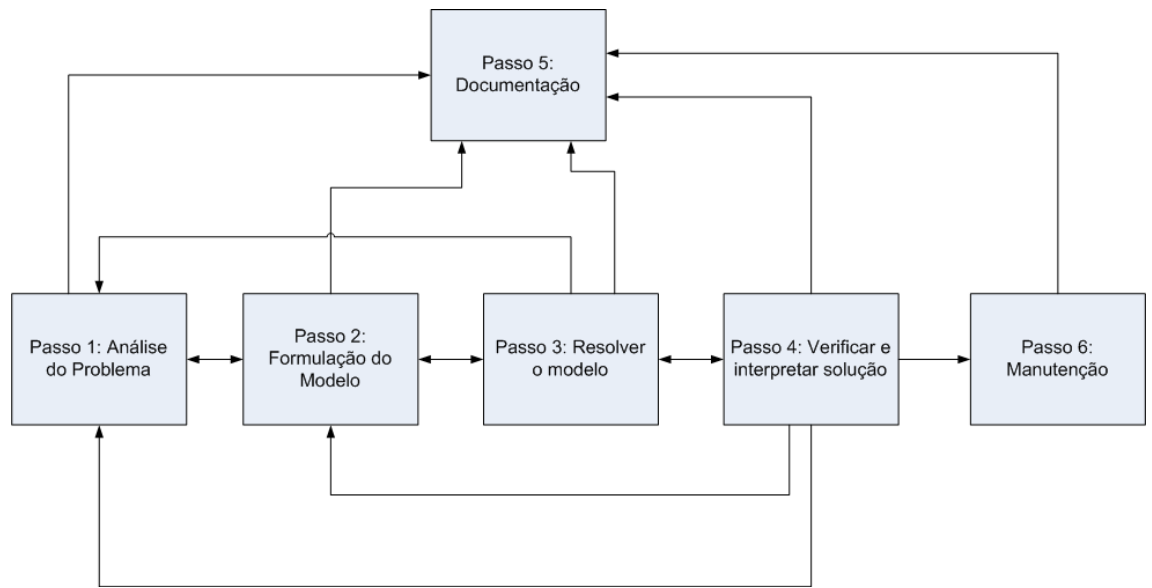 Passo 5:
Documentação
Passo 1: Análise
do Problema
Passo 2:
Formulação do
Modelo
Passo 3: Resolver
o modelo
Passo 4: Verificar e
interpretar solução
Passo 6:
Manutenção